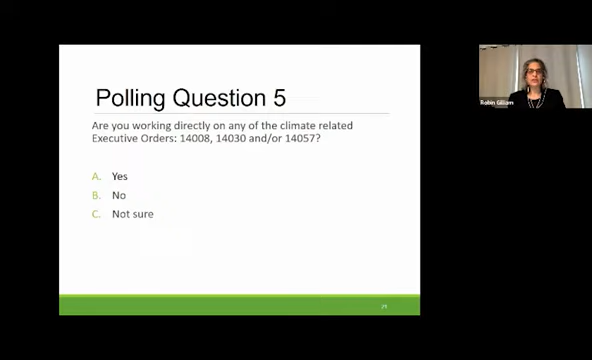 Polling Question 5
Are you working directly on any of the climate related
Executive Orders: 14008, 14030 and/or 14057?
A. Yes
B. No
C. Not sure
Robin Gillam